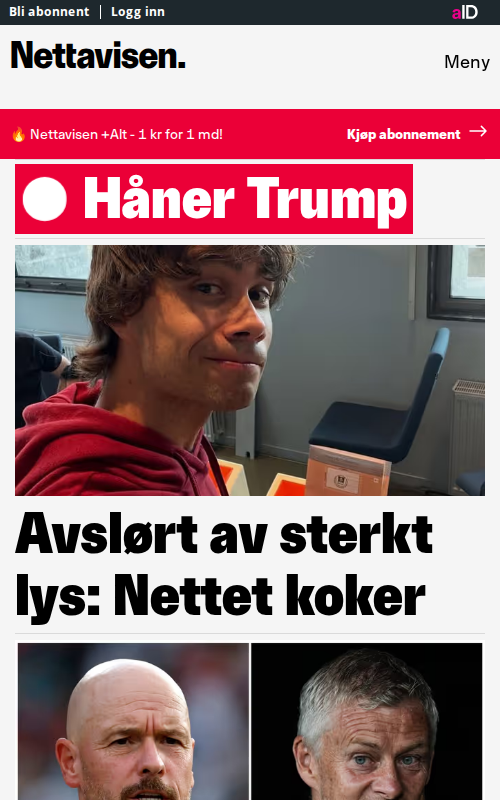 Bli abonnent
Logg inn
aID
Nettavisen.
Meny
🔥 Nettavisen +Alt - 1 kr for 1 md!
Kjøp abonnement →
Håner Trump
Avslørt av sterkt
lys: Nettet koker